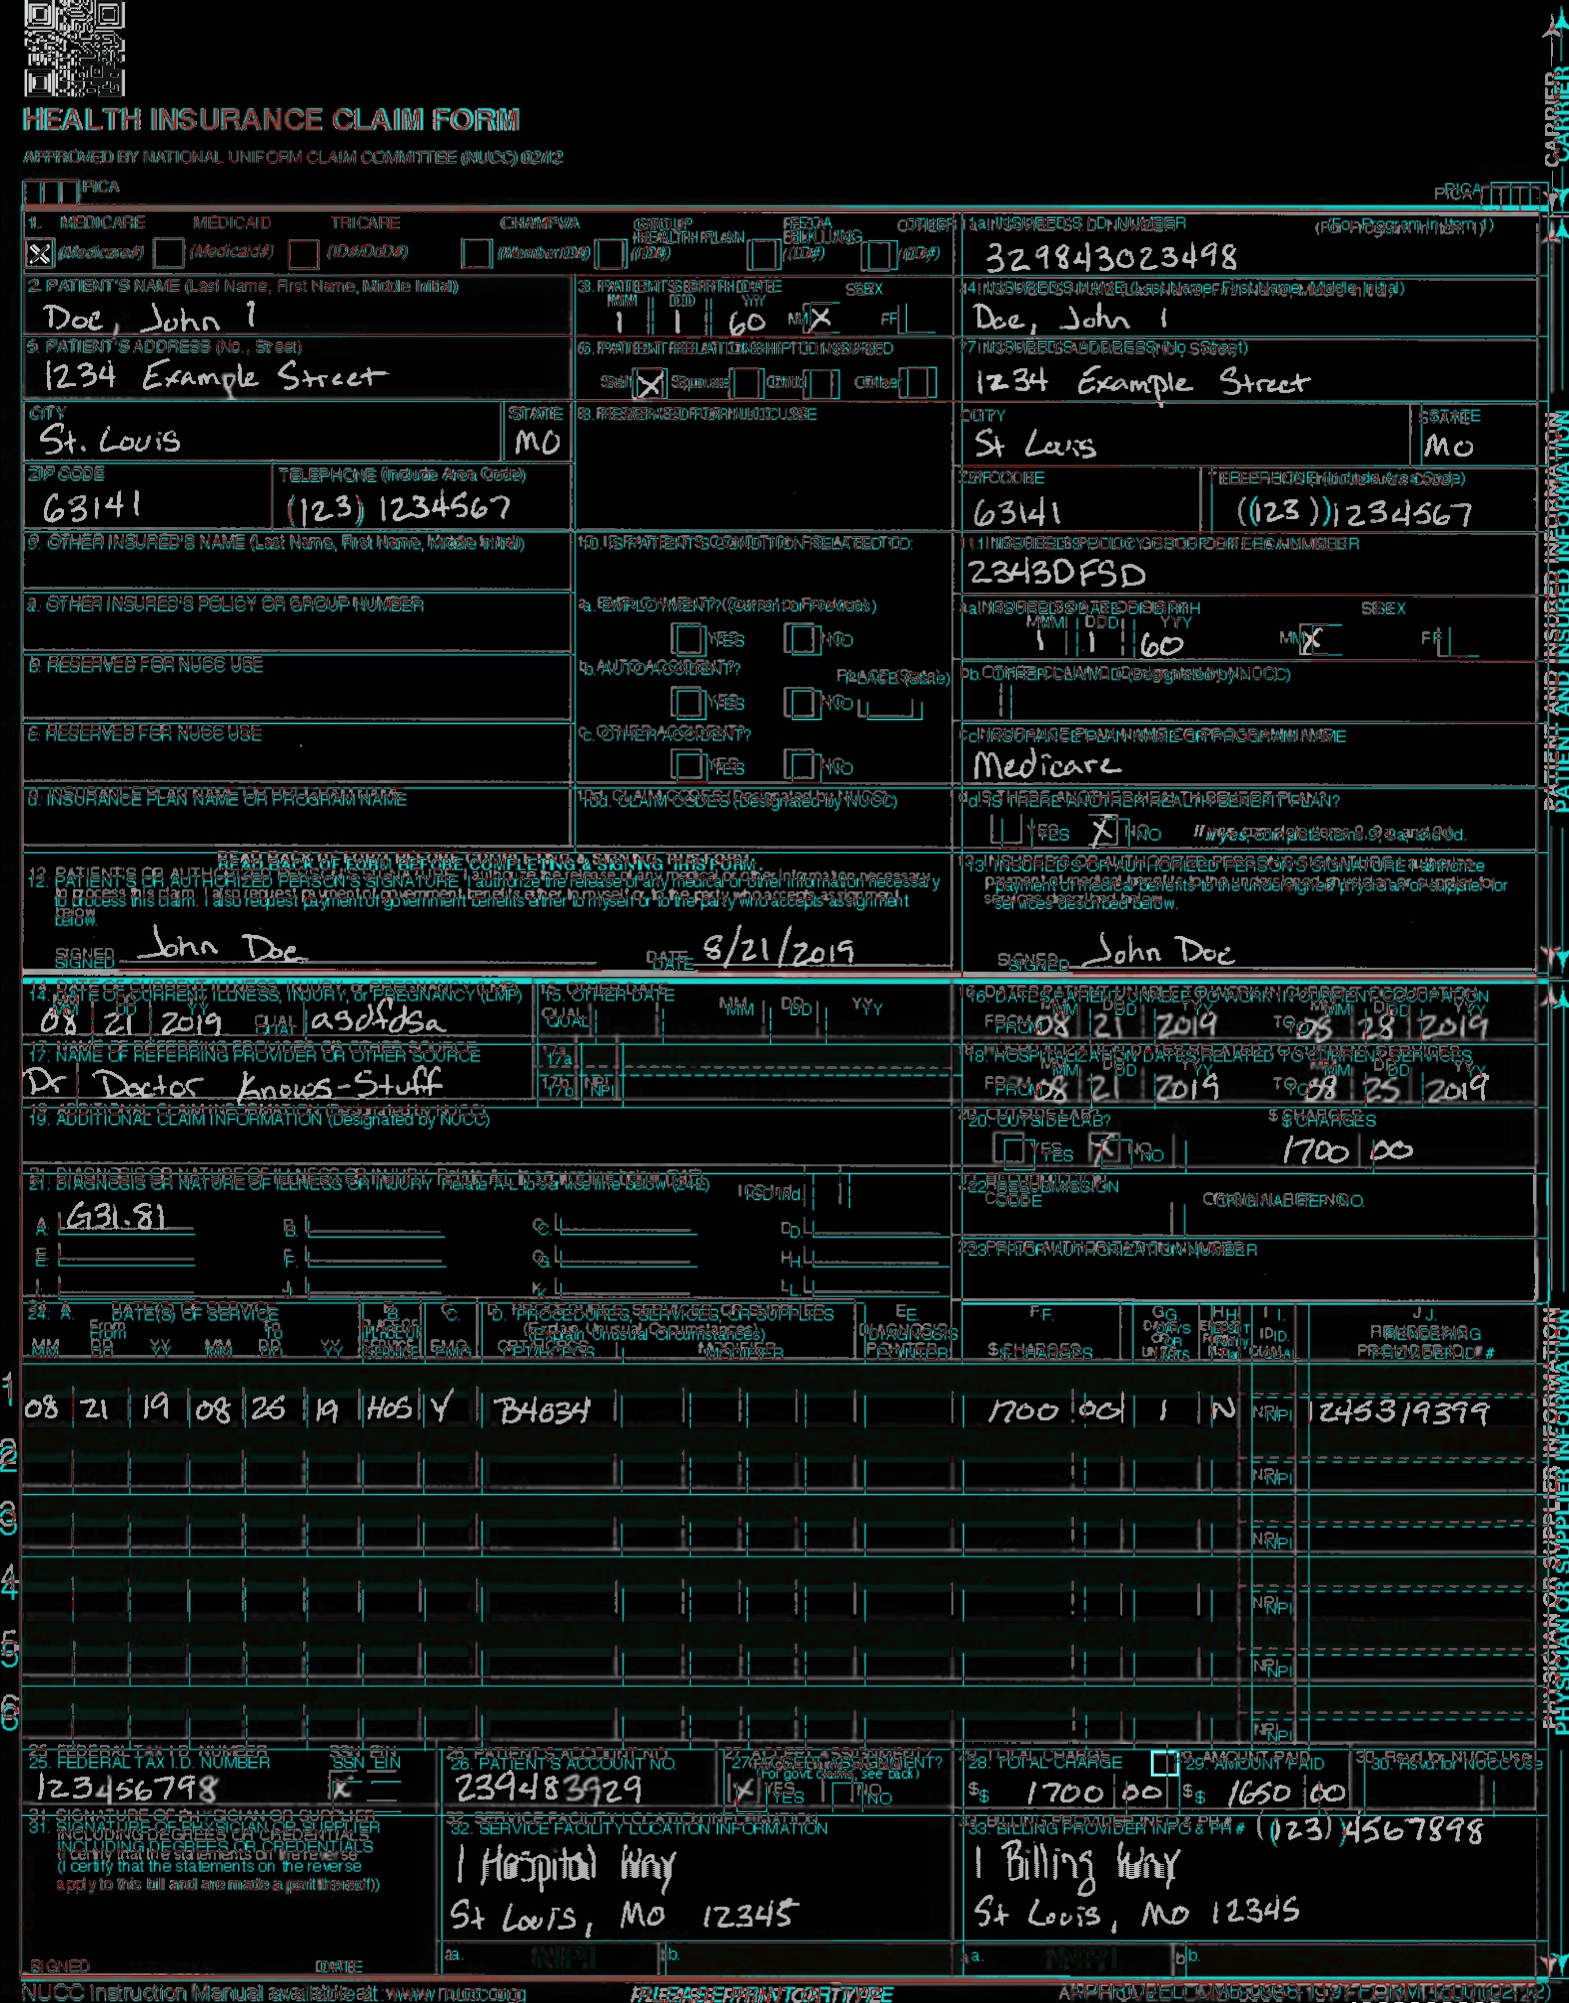 HEALTH INSURANCE CLAIM FORM
APPROVED BY NATIONAL UNIFORM CLAIM COMMITTEE (NUCC) 02/12
PICA PICA
CARRIER
1. MEDICARE MEDICAID TRICARE CHAMPVA GROUP HEALTH PLAN FECA BLK LUNG OTHER
(Medicare#) (Medicaid#) (ID#/DoD#) (Member ID#) (ID#) (ID#) (ID#)
1a. INSURED'S I.D. NUMBER (For Program in Item 1)
329843023498
2. PATIENT'S NAME (Last Name, First Name, Middle Initial)
Doe, John 1
3. PATIENT'S BIRTH DATE SEX
MM DD YY
1 1 60 M X F
4. INSURED'S NAME (Last Name, First Name, Middle Initial)
Doe, John 1
5. PATIENT'S ADDRESS (No., Street)
1234 Example Street
6. PATIENT RELATIONSHIP TO INSURED
Self X Spouse Child Other
7. INSURED'S ADDRESS (No., Street)
1234 Example Street
CITY STATE
St. Louis MO
8. RESERVED FOR NUCC USE
CITY STATE
St Louis MO
ZIP CODE TELEPHONE (Include Area Code)
63141 (123) 1234567
ZIP CODE TELEPHONE (Include Area Code)
63141 (123) 1234567
9. OTHER INSURED'S NAME (Last Name, First Name, Middle Initial)
10. IS PATIENT'S CONDITION RELATED TO:
11. INSURED'S POLICY GROUP OR FECA NUMBER
2343DFSD
a. OTHER INSURED'S POLICY OR GROUP NUMBER
a. EMPLOYMENT? (Current or Previous)
YES NO
a. INSURED'S DATE OF BIRTH SEX
MM DD YY
1 1 60 M X F
b. RESERVED FOR NUCC USE
b. AUTO ACCIDENT? PLACE (State)
YES NO
b. OTHER CLAIM ID (Designated by NUCC)
c. RESERVED FOR NUCC USE
c. OTHER ACCIDENT?
YES NO
c. INSURANCE PLAN NAME OR PROGRAM NAME
Medicare
d. INSURANCE PLAN NAME OR PROGRAM NAME
10d. CLAIM CODES (Designated by NUCC)
d. IS THERE ANOTHER HEALTH BENEFIT PLAN?
YES X NO If yes, complete items 9, 9a, and 9d.
PATIENT AND INSURED INFORMATION
READ BACK OF FORM BEFORE COMPLETING & SIGNING THIS FORM.
12. PATIENT'S OR AUTHORIZED PERSON'S SIGNATURE I authorize the release of any medical or other information necessary
to process this claim. I also request payment of government benefits either to myself or to the party who accepts assignment
below.
SIGNED John Doe DATE 8/21/2019
13. INSURED'S OR AUTHORIZED PERSON'S SIGNATURE I authorize
payment of medical benefits to the undersigned physician or supplier for
services described below.
SIGNED John Doe
14. DATE OF CURRENT ILLNESS, INJURY, or PREGNANCY (LMP)
MM DD YY
08 21 2019 QUAL asdfdsa
15. OTHER DATE
QUAL MM DD YY
16. DATES PATIENT UNABLE TO WORK IN CURRENT OCCUPATION
MM DD YY MM DD YY
FROM 08 21 2019 TO 08 28 2019
17. NAME OF REFERRING PROVIDER OR OTHER SOURCE
Dr Doctor Knows-Stuff
17a
17b NPI
18. HOSPITALIZATION DATES RELATED TO CURRENT SERVICES
MM DD YY MM DD YY
FROM 08 21 2019 TO 08 25 2019
19. ADDITIONAL CLAIM INFORMATION (Designated by NUCC)
20. OUTSIDE LAB? $ CHARGES
YES X NO 1700 00
21. DIAGNOSIS OR NATURE OF ILLNESS OR INJURY Relate A-L to service line below (24E) ICD Ind.
A. G31.81 B. C. D.
E. F. G. H.
I. J. K. L.
22. RESUBMISSION
CODE ORIGINAL REF. NO.
23. PRIOR AUTHORIZATION NUMBER
24. A. DATE(S) OF SERVICE B. C. D. PROCEDURES, SERVICES, OR SUPPLIES E. F. G. H. I. J.
From To PLACE OF (Explain Unusual Circumstances) DIAGNOSIS DAYS OR ID. RENDERING
MM DD YY MM DD YY SERVICE EMG CPT/HCPCS MODIFIER POINTER $ CHARGES UNITS QUAL. PROVIDER ID. #
1 08 21 19 08 25 19 HOS Y B4034 1700 00 1 N NPI 1245319399
2 NPI
3 NPI
4 NPI
5 NPI
6 NPI
PHYSICIAN OR SUPPLIER INFORMATION
25. FEDERAL TAX I.D. NUMBER SSN EIN
123456798 x
26. PATIENT'S ACCOUNT NO.
239483929
27. ACCEPT ASSIGNMENT?
(For govt. claims, see back)
X YES NO
28. TOTAL CHARGE
$ 1700 00
29. AMOUNT PAID
$ 1650 00
30. Rsvd for NUCC Use
31. SIGNATURE OF PHYSICIAN OR SUPPLIER
INCLUDING DEGREES OR CREDENTIALS
(I certify that the statements on the reverse
apply to this bill and are made a part thereof.)
SIGNED DATE
32. SERVICE FACILITY LOCATION INFORMATION
1 Hospital Way
St Louis, MO 12345
a. NPI b.
33. BILLING PROVIDER INFO & PH # (123) 4567898
1 Billing Way
St Louis, MO 12345
a. NPI b.
NUCC Instruction Manual available at: www.nucc.org
PLEASE PRINT OR TYPE
APPROVED OMB-0938-1197 FORM 1500 (02-12)